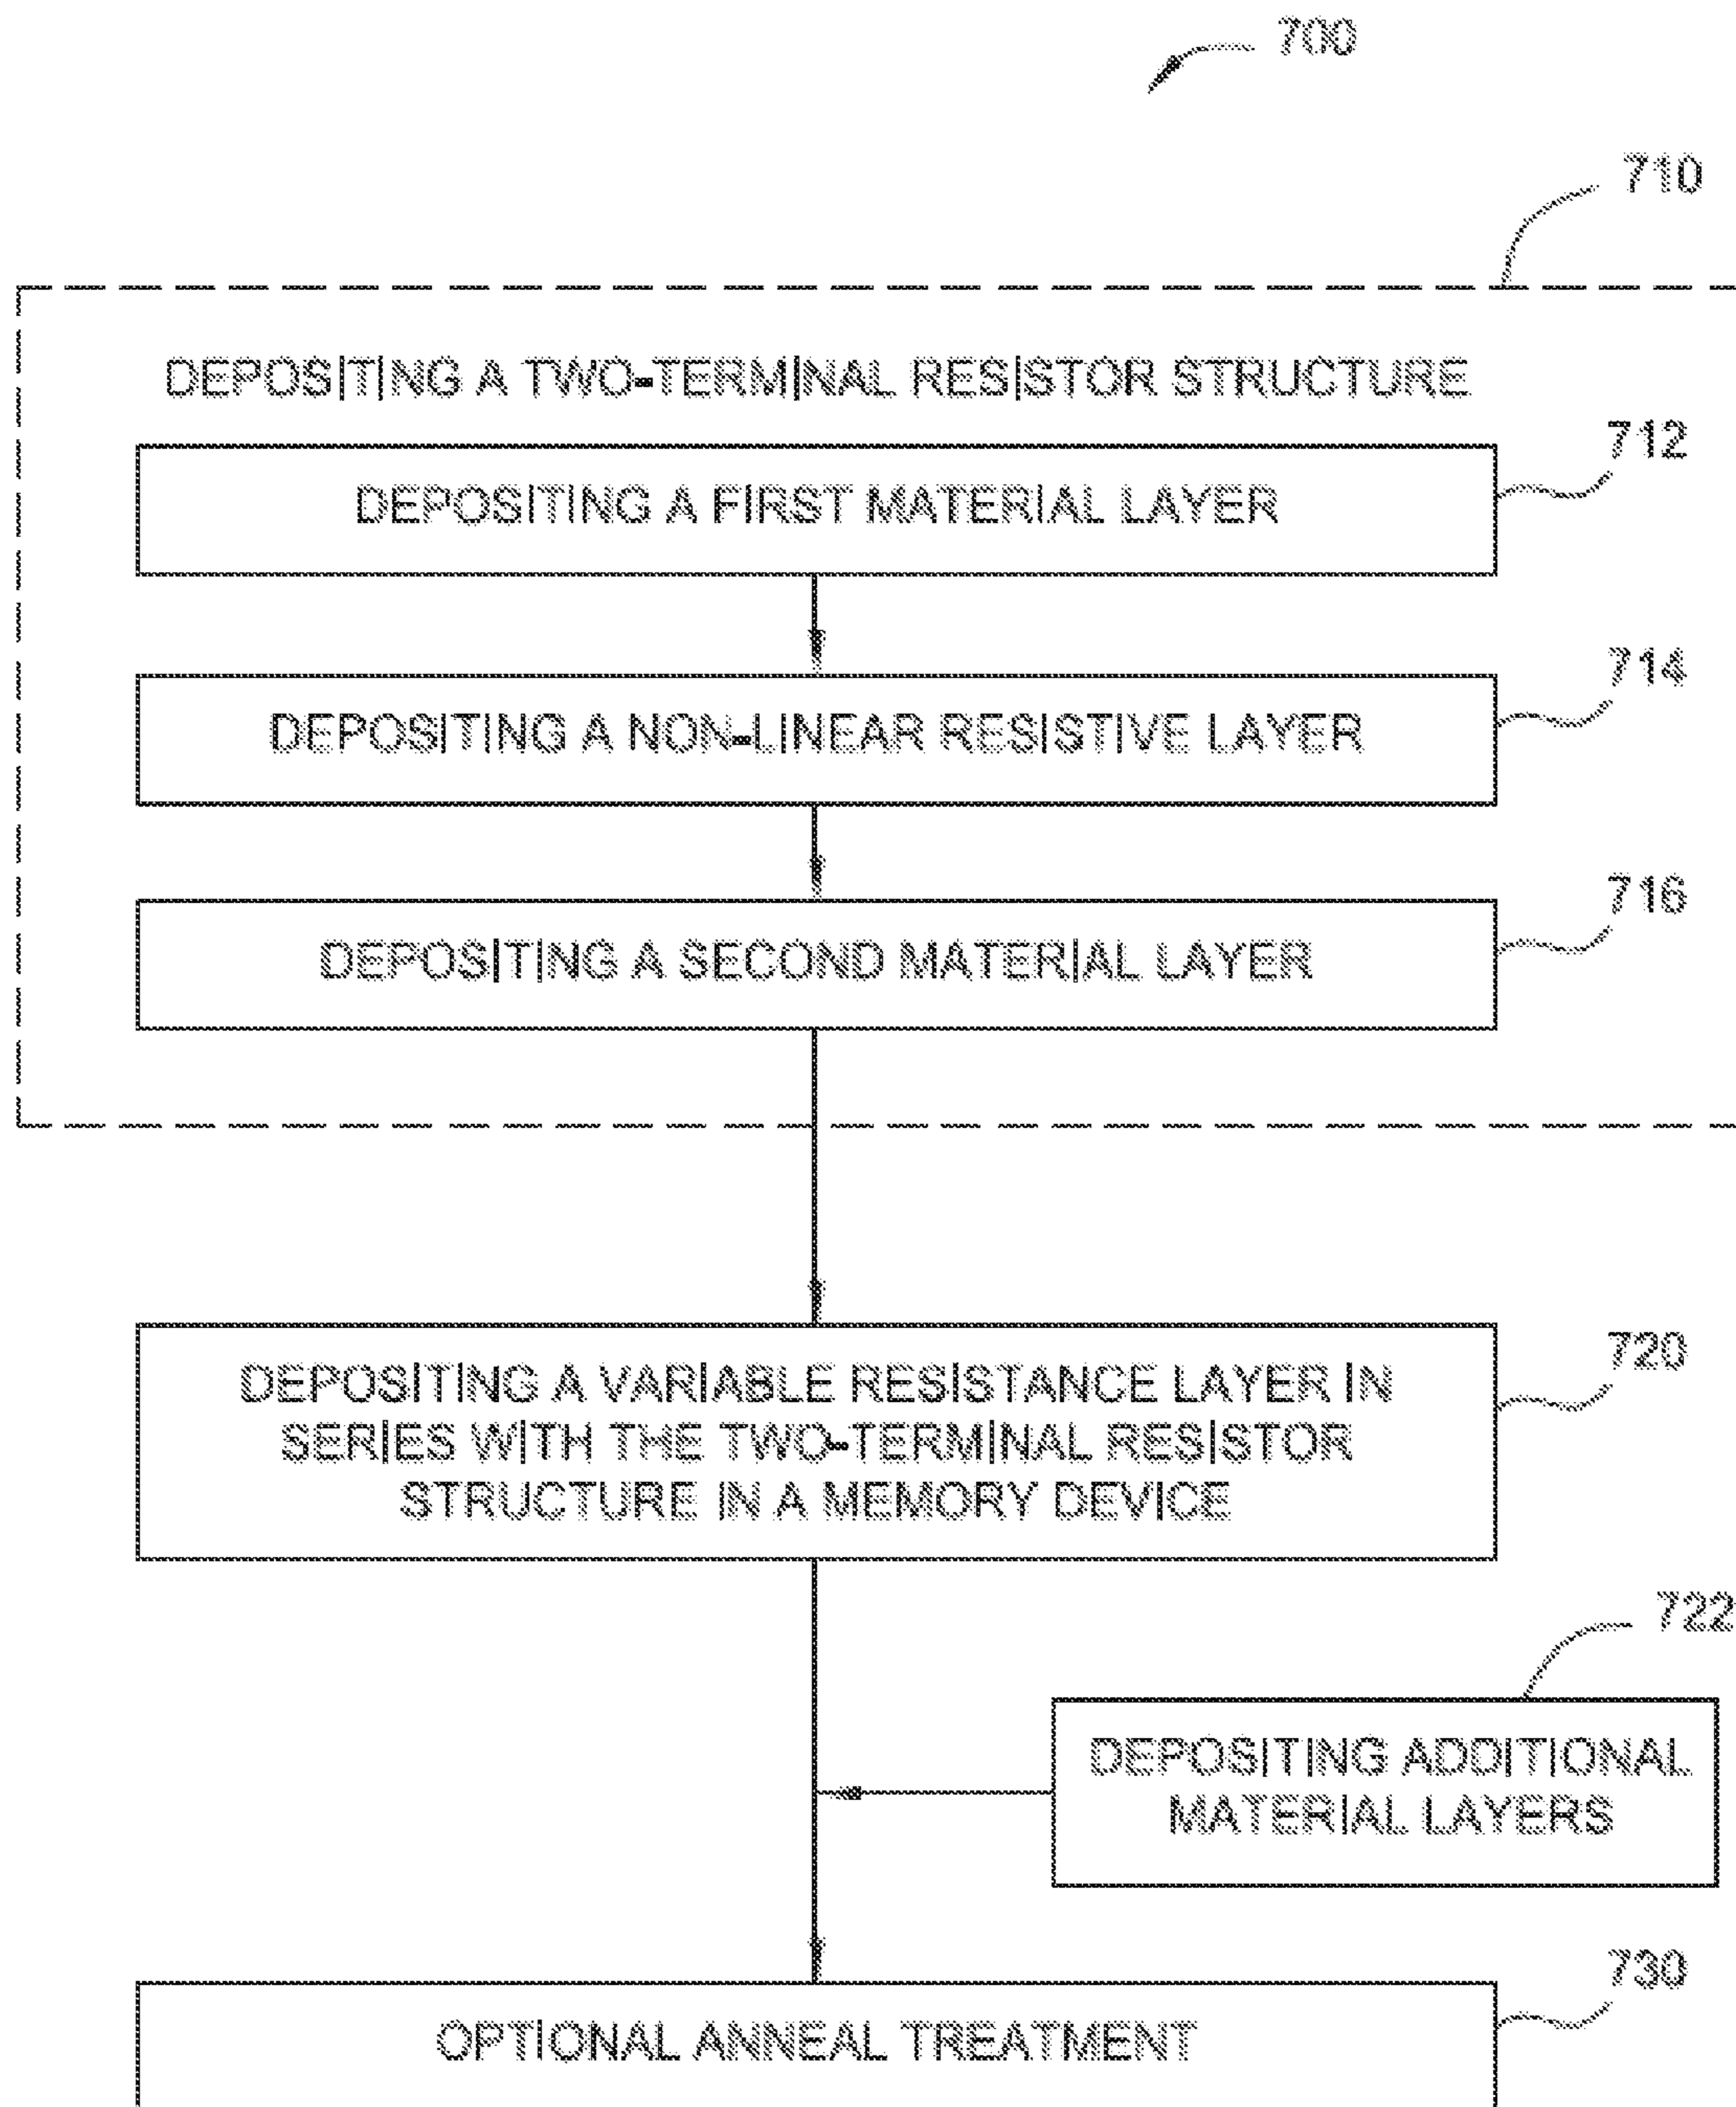 700
710
DEPOSITING A TWO-TERMINAL RESISTOR STRUCTURE
712
DEPOSITING A FIRST MATERIAL LAYER
714
DEPOSITING A NON-LINEAR RESISTIVE LAYER
716
DEPOSITING A SECOND MATERIAL LAYER
720
DEPOSITING A VARIABLE RESISTANCE LAYER IN
SERIES WITH THE TWO-TERMINAL RESISTOR
STRUCTURE IN A MEMORY DEVICE
722
DEPOSITING ADDITIONAL
MATERIAL LAYERS
730
OPTIONAL ANNEAL TREATMENT